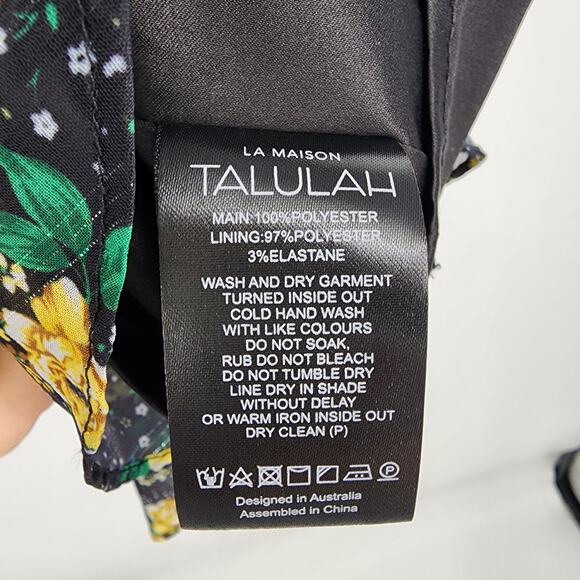 LA MAISON
TALULAH
MAIN:100%POLYESTER
LINING:97%POLYESTER
3%ELASTANE
WASH AND DRY GARMENT
TURNED INSIDE OUT
COLD HAND WASH
WITH LIKE COLOURS
DO NOT SOAK,
RUB DO NOT BLEACH
DO NOT TUMBLE DRY
LINE DRY IN SHADE
WITHOUT DELAY
OR WARM IRON INSIDE OUT
DRY CLEAN (P)
P
Designed in Australia
Assembled in China